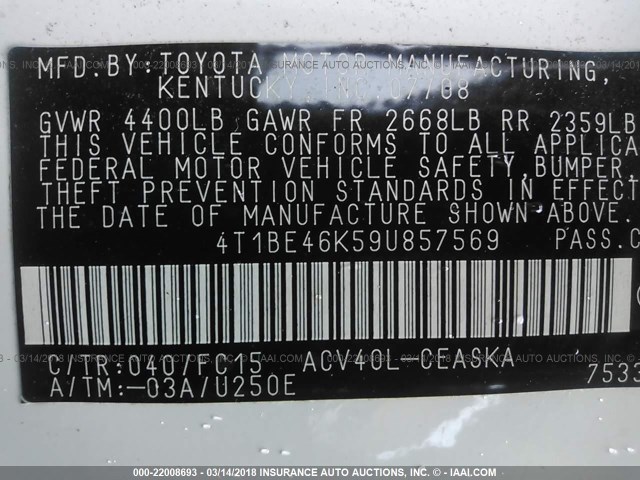 MFD.BY:TOYOTA MOTOR MANUFACTURING,
KENTUCKY, INC. 07/08
GVWR 4400LB GAWR FR 2668LB RR 2359LB
THIS VEHICLE CONFORMS TO ALL APPLICA
FEDERAL MOTOR VEHICLE SAFETY,BUMPER,
THEFT PREVENTION STANDARDS IN EFFECT
THE DATE OF MANUFACTURE SHOWN ABOVE.
4T1BE46K59U857569 PASS.C
C/TR:040/FC15 ACV40L-CEASKA
A/TM:-03A/U250E 7533
000-22008693 - 03/14/2018 INSURANCE AUTO AUCTIONS INC. - © IAAI.COM